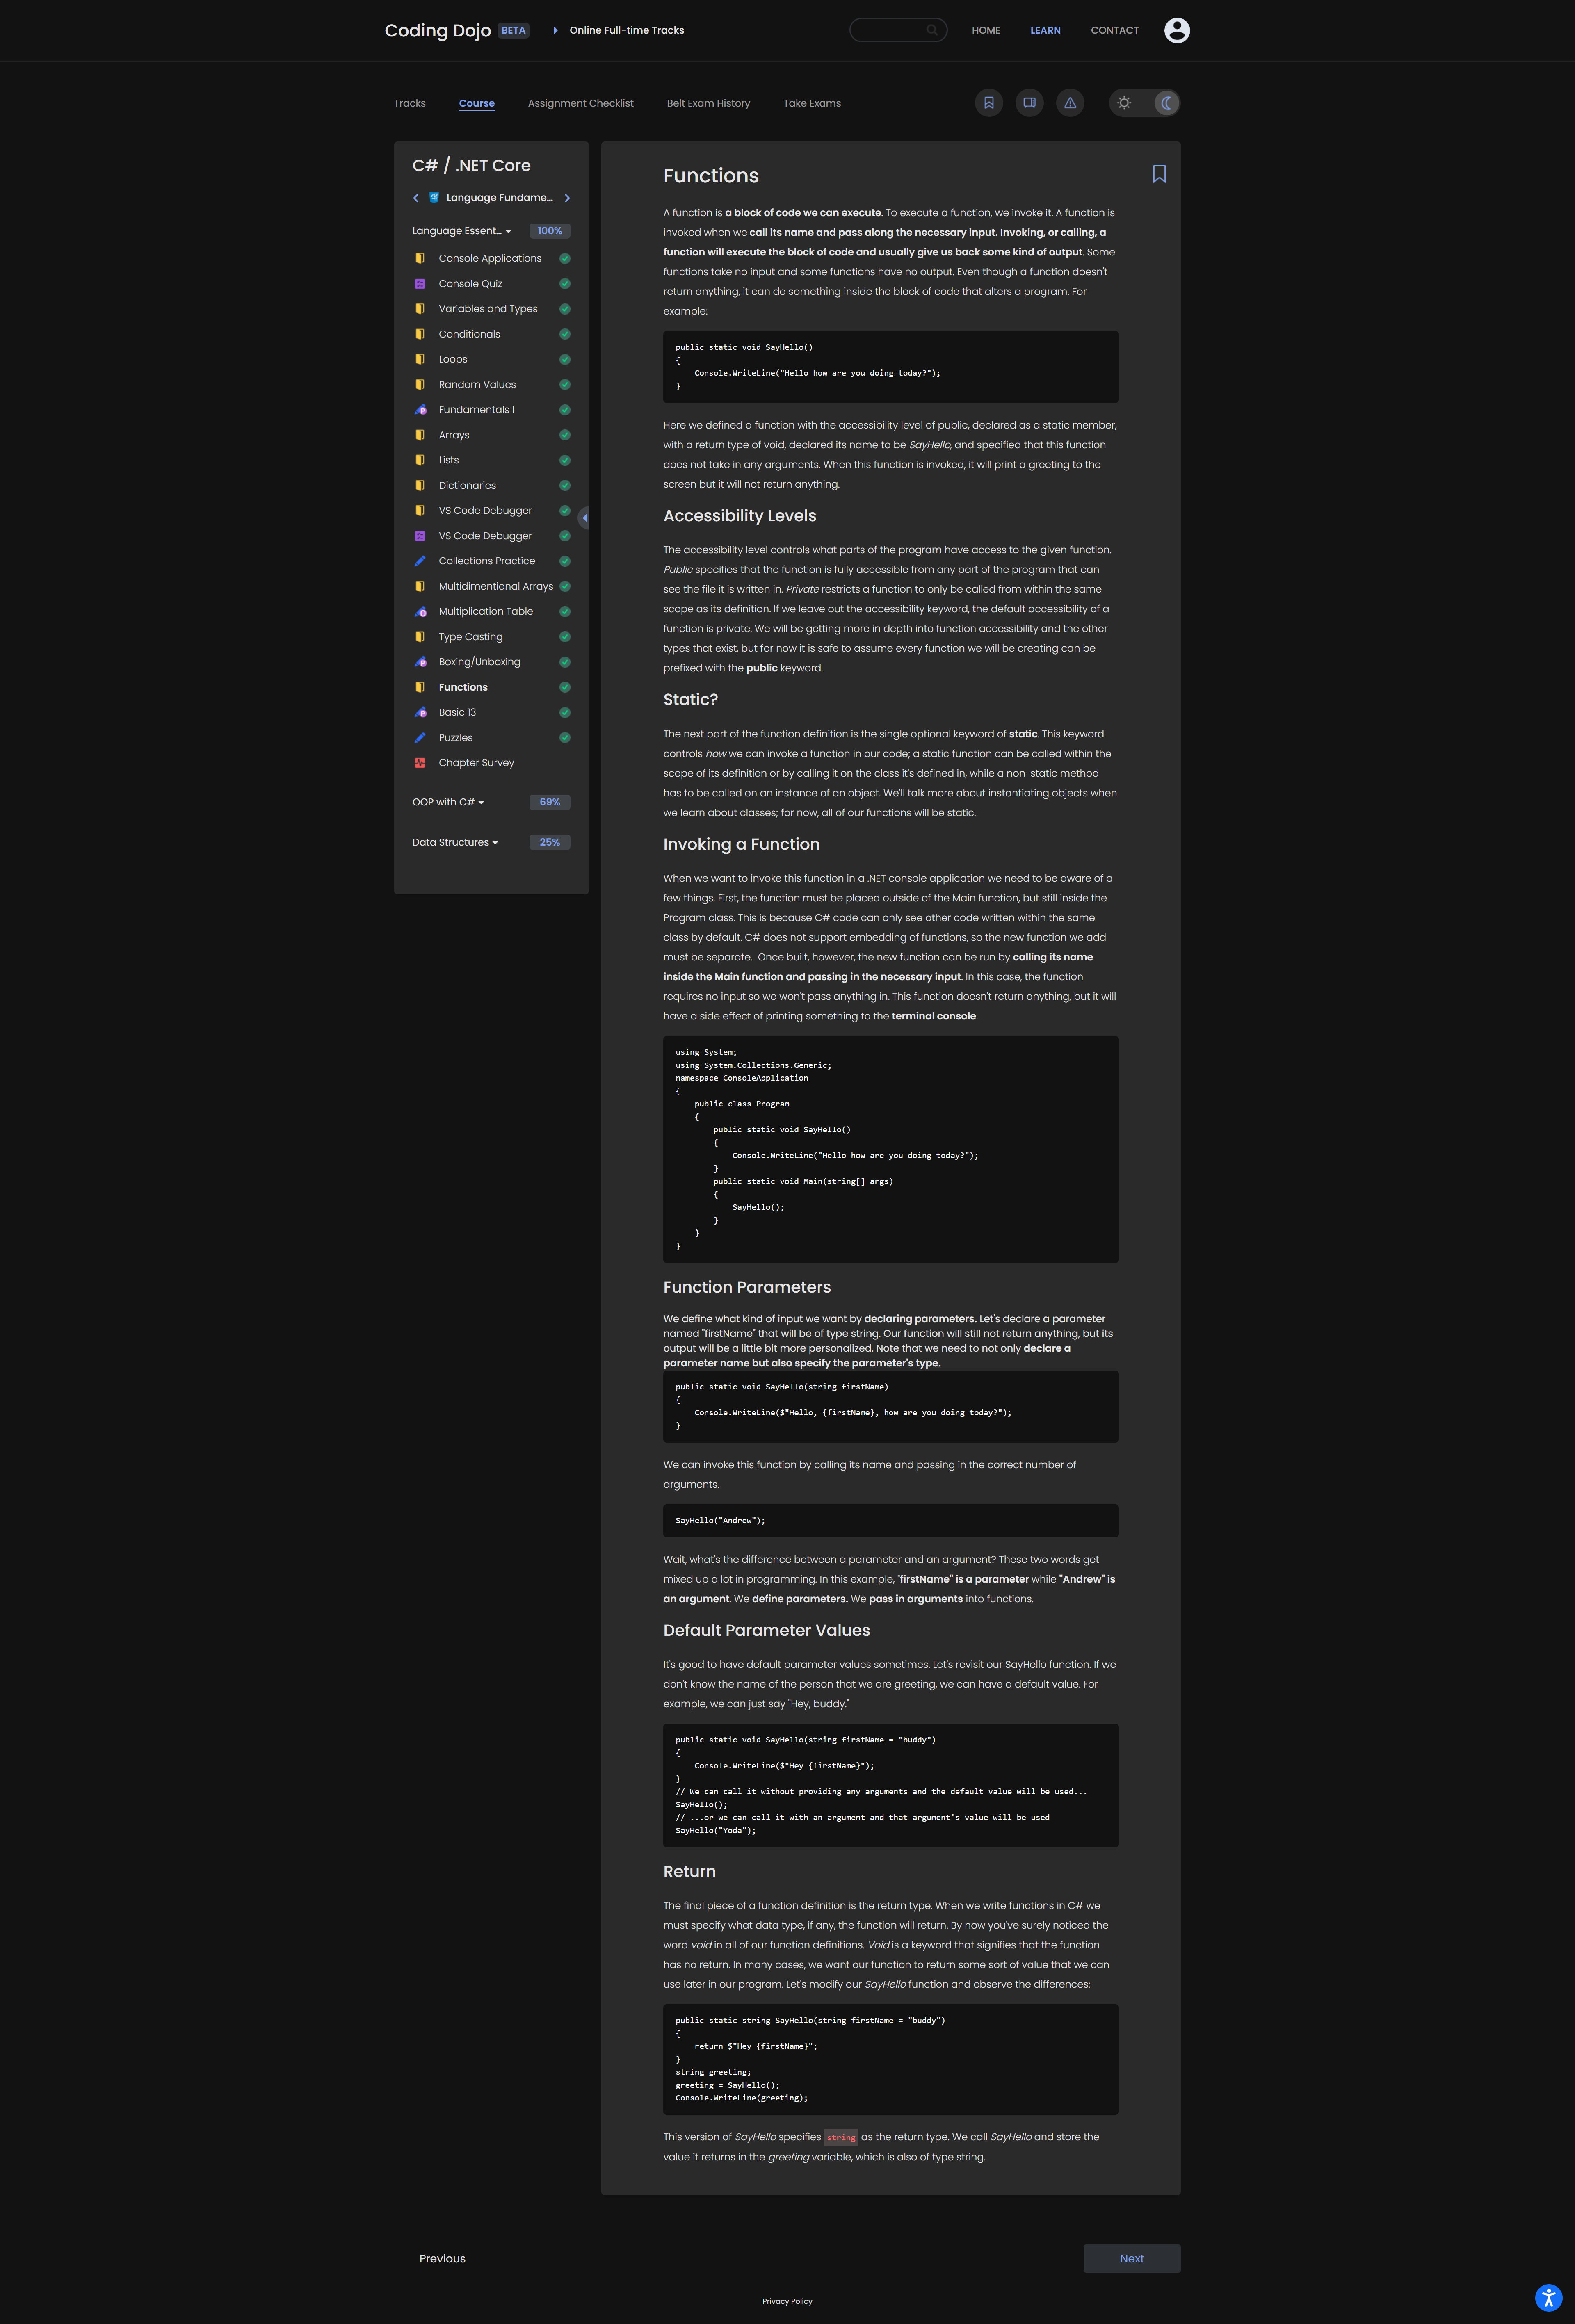 Coding Dojo BETA Online Full-time Tracks HOME LEARN CONTACT
Tracks Course Assignment Checklist Belt Exam History Take Exams
C# / .NET Core
Language Fundame...
Language Essent... 100%
Console Applications
Console Quiz
Variables and Types
Conditionals
Loops
Random Values
Fundamentals I
Arrays
Lists
Dictionaries
VS Code Debugger
VS Code Debugger
Collections Practice
Multidimentional Arrays
Multiplication Table
Type Casting
Boxing/Unboxing
Functions
Basic 13
Puzzles
Chapter Survey
OOP with C# 69%
Data Structures 25%
Functions
A function is a block of code we can execute. To execute a function, we invoke it. A function is
invoked when we call its name and pass along the necessary input. Invoking, or calling, a
function will execute the block of code and usually give us back some kind of output. Some
functions take no input and some functions have no output. Even though a function doesn't
return anything, it can do something inside the block of code that alters a program. For
example:
public static void SayHello()
{
    Console.WriteLine("Hello how are you doing today?");
}
Here we defined a function with the accessibility level of public, declared as a static member,
with a return type of void, declared its name to be SayHello, and specified that this function
does not take in any arguments. When this function is invoked, it will print a greeting to the
screen but it will not return anything.
Accessibility Levels
The accessibility level controls what parts of the program have access to the given function.
Public specifies that the function is fully accessible from any part of the program that can
see the file it is written in. Private restricts a function to only be called from within the same
scope as its definition. If we leave out the accessibility keyword, the default accessibility of a
function is private. We will be getting more in depth into function accessibility and the other
types that exist, but for now it is safe to assume every function we will be creating can be
prefixed with the public keyword.
Static?
The next part of the function definition is the single optional keyword of static. This keyword
controls how we can invoke a function in our code; a static function can be called within the
scope of its definition or by calling it on the class it's defined in, while a non-static method
has to be called on an instance of an object. We'll talk more about instantiating objects when
we learn about classes; for now, all of our functions will be static.
Invoking a Function
When we want to invoke this function in a .NET console application we need to be aware of a
few things. First, the function must be placed outside of the Main function, but still inside the
Program class. This is because C# code can only see other code written within the same
class by default. C# does not support embedding of functions, so the new function we add
must be separate.  Once built, however, the new function can be run by calling its name
inside the Main function and passing in the necessary input. In this case, the function
requires no input so we won't pass anything in. This function doesn't return anything, but it will
have a side effect of printing something to the terminal console.
using System;
using System.Collections.Generic;
namespace ConsoleApplication
{
    public class Program
    {
        public static void SayHello()
        {
            Console.WriteLine("Hello how are you doing today?");
        }
        public static void Main(string[] args)
        {
            SayHello();
        }
    }
}
Function Parameters
We define what kind of input we want by declaring parameters. Let's declare a parameter
named "firstName" that will be of type string. Our function will still not return anything, but its
output will be a little bit more personalized. Note that we need to not only declare a
parameter name but also specify the parameter's type.
public static void SayHello(string firstName)
{
    Console.WriteLine($"Hello, {firstName}, how are you doing today?");
}
We can invoke this function by calling its name and passing in the correct number of
arguments.
SayHello("Andrew");
Wait, what's the difference between a parameter and an argument? These two words get
mixed up a lot in programming. In this example, "firstName" is a parameter while "Andrew" is
an argument. We define parameters. We pass in arguments into functions.
Default Parameter Values
It's good to have default parameter values sometimes. Let's revisit our SayHello function. If we
don't know the name of the person that we are greeting, we can have a default value. For
example, we can just say "Hey, buddy."
public static void SayHello(string firstName = "buddy")
{
    Console.WriteLine($"Hey {firstName}");
}
// We can call it without providing any arguments and the default value will be used...
SayHello();
// ...or we can call it with an argument and that argument's value will be used
SayHello("Yoda");
Return
The final piece of a function definition is the return type. When we write functions in C# we
must specify what data type, if any, the function will return. By now you've surely noticed the
word void in all of our function definitions. Void is a keyword that signifies that the function
has no return. In many cases, we want our function to return some sort of value that we can
use later in our program. Let's modify our SayHello function and observe the differences:
public static string SayHello(string firstName = "buddy")
{
    return $"Hey {firstName}";
}
string greeting;
greeting = SayHello();
Console.WriteLine(greeting);
This version of SayHello specifies string as the return type. We call SayHello and store the
value it returns in the greeting variable, which is also of type string.
Previous Next
Privacy Policy